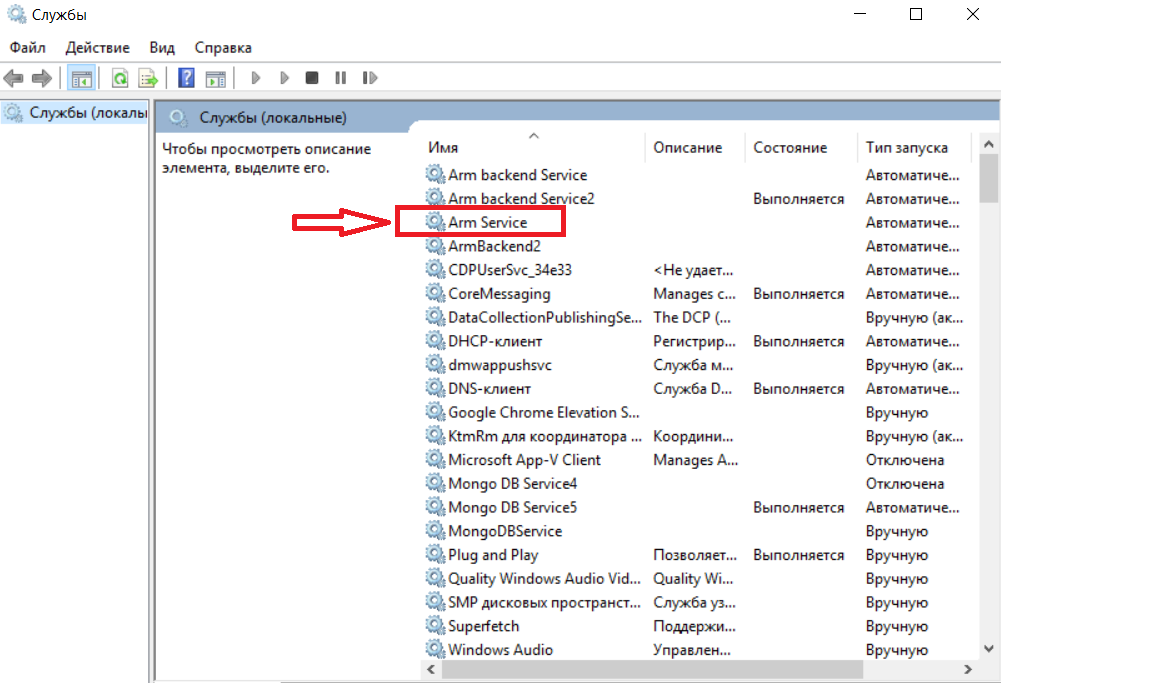 Службы
Файл Действие Вид Справка
Службы (локалы
Службы (локальные)
Чтобы просмотреть описание
элемента, выделите его.
Имя Описание Состояние Тип запуска
Arm backend Service Автоматиче...
Arm backend Service2 Выполняется Автоматиче...
Arm Service Автоматиче...
ArmBackend2 Автоматиче...
CDPUserSvc_34e33 <Не удает... Автоматиче...
CoreMessaging Manages c... Выполняется Автоматиче...
DataCollectionPublishingSe... The DCP (... Вручную (ак...
DHCP-клиент Регистрир... Выполняется Автоматиче...
dmwappushsvc Служба м... Вручную (ак...
DNS-клиент Служба D... Выполняется Автоматиче...
Google Chrome Elevation S... Вручную
KtmRm для координатора ... Координи... Вручную (ак...
Microsoft App-V Client Manages A... Отключена
Mongo DB Service4 Отключена
Mongo DB Service5 Выполняется Автоматиче...
MongoDBService Вручную
Plug and Play Позволяет... Выполняется Вручную
Quality Windows Audio Vid... Quality Wi... Вручную
SMP дисковых пространст... Служба уз... Вручную
Superfetch Поддержи... Вручную
Windows Audio Управлен... Вручную